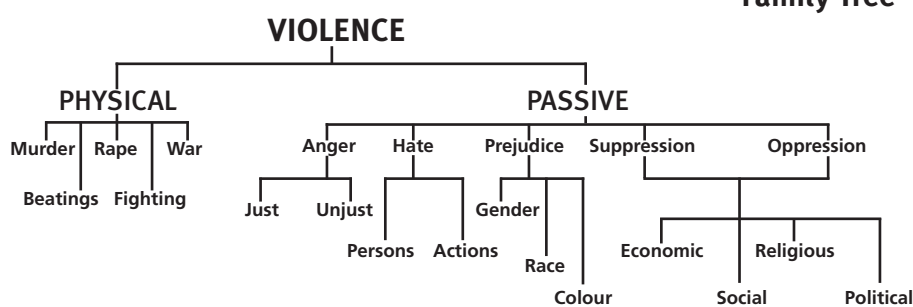 Family Tree
VIOLENCE
PHYSICAL PASSIVE
Murder Rape War Anger Hate Prejudice Suppression Oppression
Beatings Fighting Just Unjust Gender
Persons Actions Economic Religious
Race
Colour Social Political